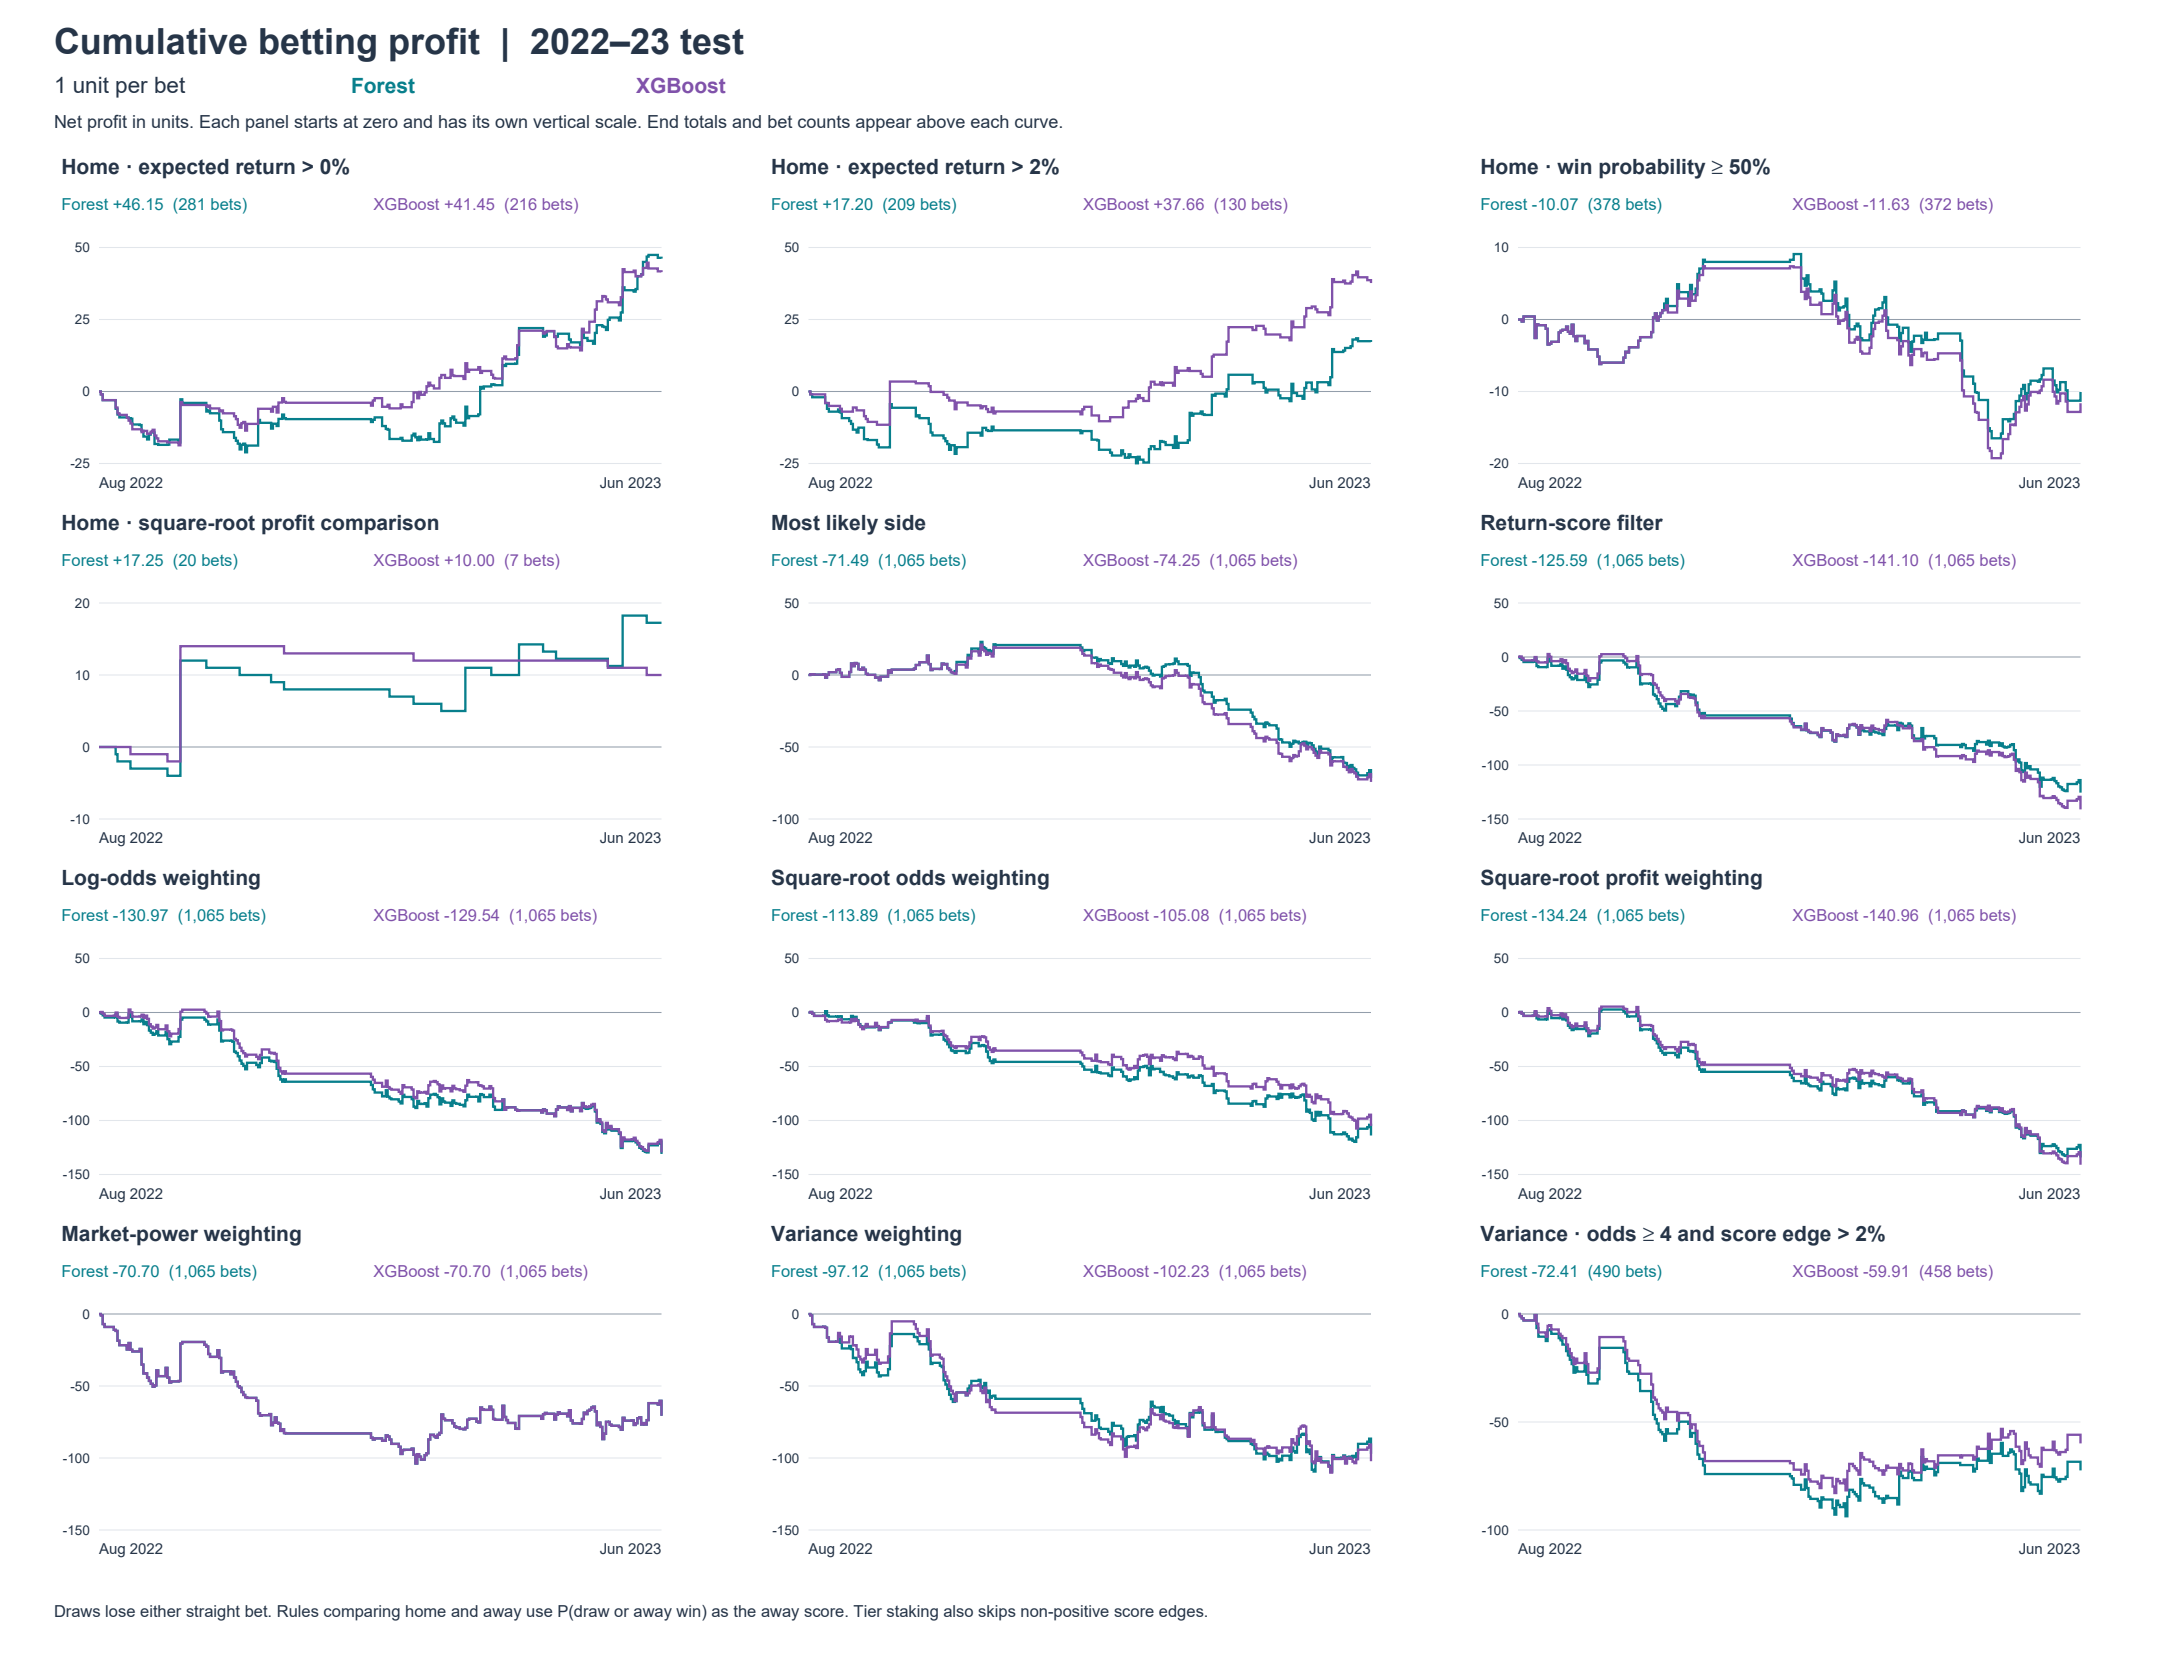 Cumulative betting profit | 2022–23 test
1 unit per bet Forest XGBoost
Net profit in units. Each panel starts at zero and has its own vertical scale. End totals and bet counts appear above each curve.
Home · expected return > 0%
Forest +46.15 (281 bets) XGBoost +41.45 (216 bets)
50
25
0
-25
Aug 2022 Jun 2023
Home · expected return > 2%
Forest +17.20 (209 bets) XGBoost +37.66 (130 bets)
50
25
0
-25
Aug 2022 Jun 2023
Home · win probability ≥ 50%
Forest -10.07 (378 bets) XGBoost -11.63 (372 bets)
10
0
-10
-20
Aug 2022 Jun 2023
Home · square-root profit comparison
Forest +17.25 (20 bets) XGBoost +10.00 (7 bets)
20
10
0
-10
Aug 2022 Jun 2023
Most likely side
Forest -71.49 (1,065 bets) XGBoost -74.25 (1,065 bets)
50
0
-50
-100
Aug 2022 Jun 2023
Return-score filter
Forest -125.59 (1,065 bets) XGBoost -141.10 (1,065 bets)
50
0
-50
-100
-150
Aug 2022 Jun 2023
Log-odds weighting
Forest -130.97 (1,065 bets) XGBoost -129.54 (1,065 bets)
50
0
-50
-100
-150
Aug 2022 Jun 2023
Square-root odds weighting
Forest -113.89 (1,065 bets) XGBoost -105.08 (1,065 bets)
50
0
-50
-100
-150
Aug 2022 Jun 2023
Square-root profit weighting
Forest -134.24 (1,065 bets) XGBoost -140.96 (1,065 bets)
50
0
-50
-100
-150
Aug 2022 Jun 2023
Market-power weighting
Forest -70.70 (1,065 bets) XGBoost -70.70 (1,065 bets)
0
-50
-100
-150
Aug 2022 Jun 2023
Variance weighting
Forest -97.12 (1,065 bets) XGBoost -102.23 (1,065 bets)
0
-50
-100
-150
Aug 2022 Jun 2023
Variance · odds ≥ 4 and score edge > 2%
Forest -72.41 (490 bets) XGBoost -59.91 (458 bets)
0
-50
-100
Aug 2022 Jun 2023
Draws lose either straight bet. Rules comparing home and away use P(draw or away win) as the away score. Tier staking also skips non-positive score edges.